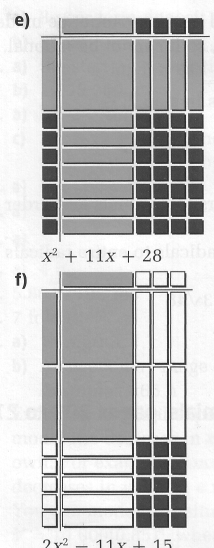 e)
x² + 11x + 28
f)
2x² − 11x + 15